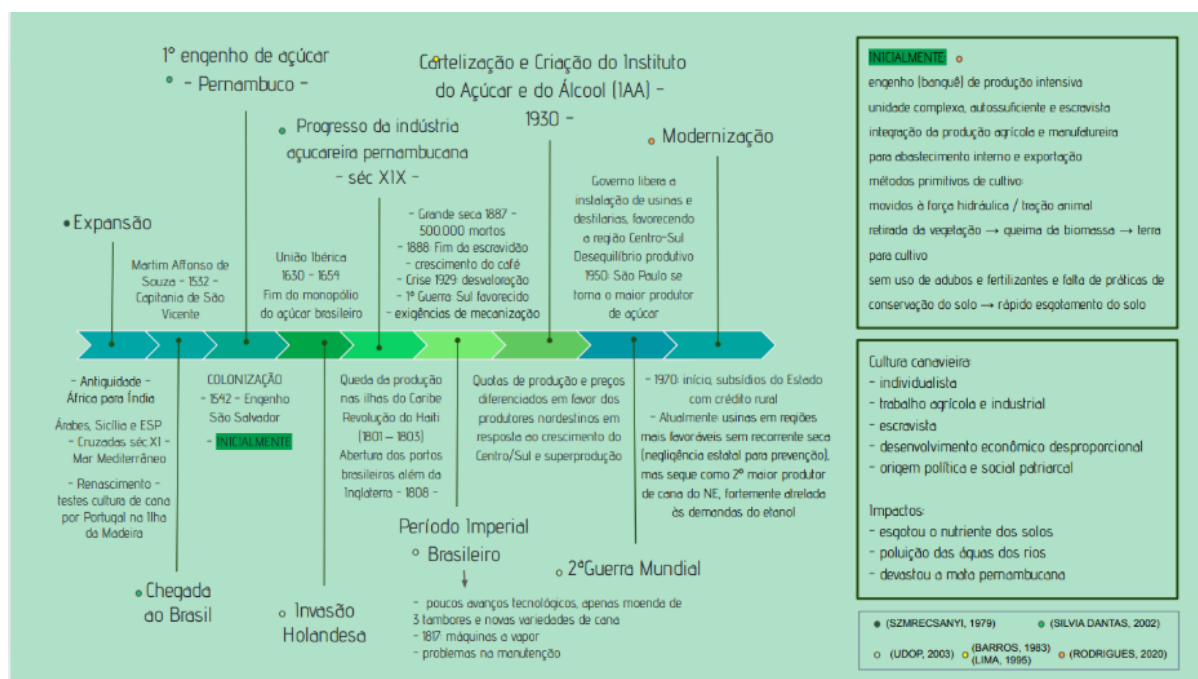 1° engenho de açúcar
- Pernambuco -
Cartelização e Criação do Instituto
do Açúcar e do Álcool (IAA) -
1930 -
Progresso da indústria
açucareira pernambucana
- séc XIX -
Modernização
•Expansão
Martim Affonso de
Souza - 1532 -
Capitania de São
Vicente
União Ibérica
1630 - 1654
Fim do monopólio
do açúcar brasileiro
- Grande seca 1887 -
500.000 mortos
- 1888: Fim da escravidão
- crescimento do café
- Crise 1929: desvaloração
- 1ª Guerra: Sul favorecido
- exigências de mecanização
Governo libera a
instalação de usinas e
destilarias, favorecendo
a região Centro-Sul
Desequilíbrio produtivo
1950: São Paulo se
torna o maior produtor
de açúcar
- Antiguidade -
África para Índia
Árabes, Sicília e ESP
- Cruzadas séc XI -
Mar Mediterrâneo
- Renascimento -
testes cultura de cana
por Portugal na Ilha
da Madeira
COLONIZAÇÃO
- 1542 - Engenho
São Salvador
- INICIALMENTE
Queda da produção
nas ilhas do Caribe
Revolução do Haiti
(1801 – 1803)
Abertura dos portos
brasileiros além da
Inglaterra - 1808 -
Quotas de produção e preços
diferenciados em favor dos
produtores nordestinos em
resposta ao crescimento do
Centro/Sul e superprodução
- 1970: início, subsídios do Estado
com crédito rural
- Atualmente: usinas em regiões
mais favoráveis sem recorrente seca
(negligência estatal para prevenção),
mas segue como 2º maior produtor
de cana do NE, fortemente atrelada
às demandas do etanol
Chegada
ao Brasil
Invasão
Holandesa
Período Imperial
Brasileiro
- poucos avanços tecnológicos, apenas moenda de
3 tambores e novas variedades de cana
- 1817: máquinas a vapor
- problemas na manutenção
2ªGuerra Mundial
INICIALMENTE:
engenho (banquê) de produção intensiva
unidade complexa, autossuficiente e escravista
integração da produção agrícola e manufatureira
para abastecimento interno e exportação
métodos primitivos de cultivo:
movidos à força hidráulica / tração animal
retirada da vegetação → queima da biomassa → terra
para cultivo
sem uso de adubos e fertilizantes e falta de práticas de
conservação do solo → rápido esgotamento do solo
Cultura canavieira:
- individualista
- trabalho agrícola e industrial
- escravista
- desenvolvimento econômico desproporcional
- origem política e social patriarcal
Impactos:
- esgotou o nutriente dos solos
- poluição das águas dos rios
- devastou a mata pernambucana
(SZMRECSANYI, 1979)
(SILVIA DANTAS, 2002)
(UDOP, 2003)
(BARROS, 1983)
(LIMA, 1995)
(RODRIGUES, 2020)